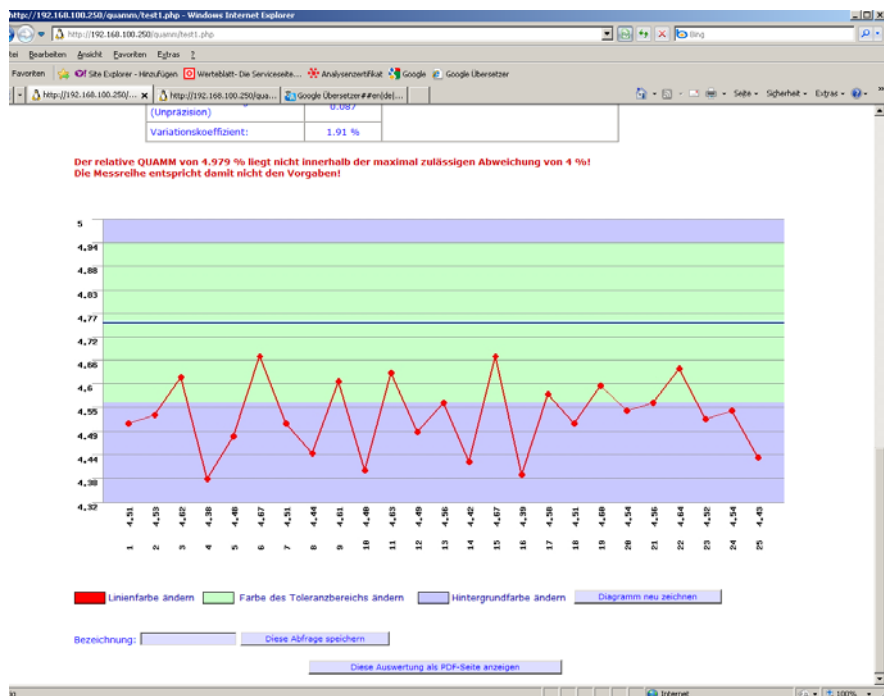 http://192.168.100.250/quamm/test1.php - Windows Internet Explorer
http://192.168.100.250/quamm/test1.php
Bing
tei Bearbeiten Ansicht Favoriten Extras ?
Favoriten Site Explorer - Hinzufügen Werteblatt- Die Serviceseite... Analysenzertifikat Google Google Übersetzer
http://192.168.100.250/... http://192.168.100.250/qua... Google Übersetzer##en|de|... Seite Sicherheit Extras
(Unpräzision) 0.087
Variationskoeffizient: 1.91 %
Der relative QUAMM von 4.979 % liegt nicht innerhalb der maximal zulässigen Abweichung von 4 %!
Die Messreihe entspricht damit nicht den Vorgaben!
5
4.94
4.88
4.83
4.77
4.72
4.66
4.6
4.55
4.49
4.44
4.38
4.32
4.51 4.53 4.62 4.38 4.48 4.67 4.51 4.44 4.61 4.40 4.63 4.49 4.56 4.42 4.67 4.39 4.58 4.51 4.60 4.54 4.56 4.64 4.52 4.54 4.43
1 2 3 4 5 6 7 8 9 10 11 12 13 14 15 16 17 18 19 20 21 22 23 24 25
Linienfarbe ändern Farbe des Toleranzbereichs ändern Hintergrundfarbe ändern Diagramm neu zeichnen
Bezeichnung: Diese Abfrage speichern
Diese Auswertung als PDF-Seite anzeigen
Internet 100%